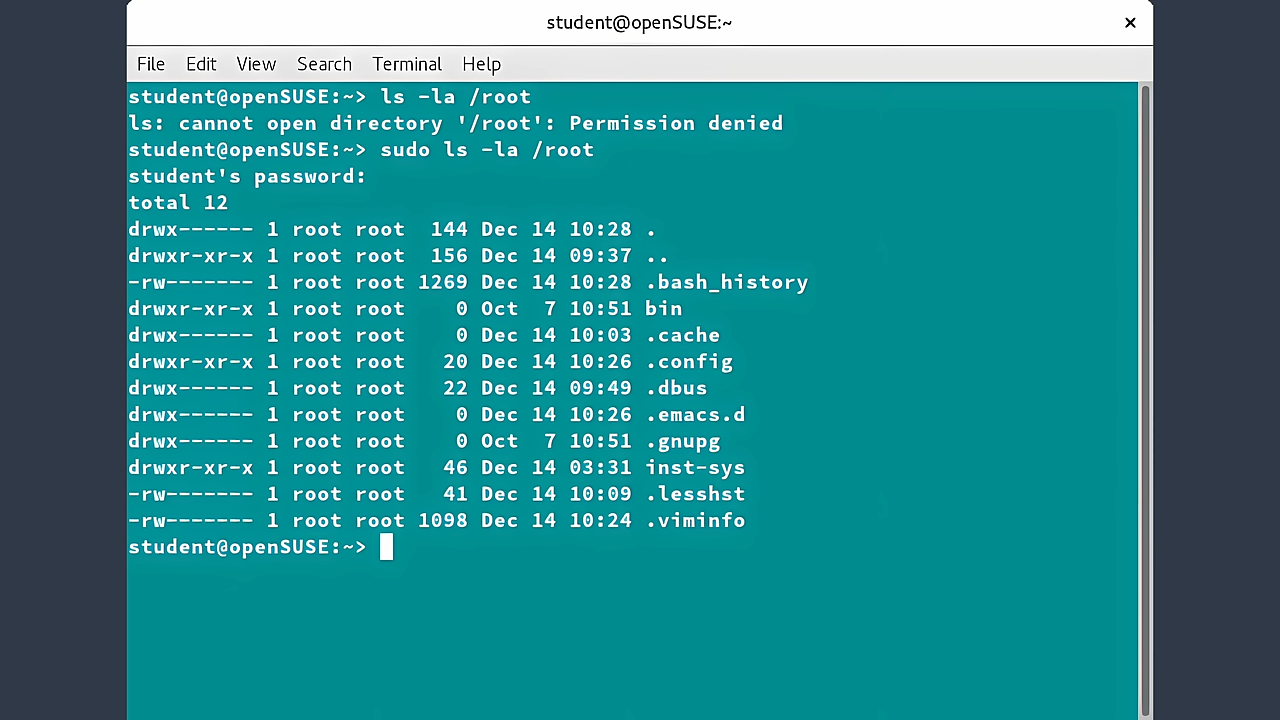 student@openSUSE:~
File Edit View Search Terminal Help
student@openSUSE:~> ls -la /root
ls: cannot open directory '/root': Permission denied
student@openSUSE:~> sudo ls -la /root
student's password:
total 12
drwx------ 1 root root  144 Dec 14 10:28 .
drwxr-xr-x 1 root root  156 Dec 14 09:37 ..
-rw------- 1 root root 1269 Dec 14 10:28 .bash_history
drwxr-xr-x 1 root root    0 Oct  7 10:51 bin
drwx------ 1 root root    0 Dec 14 10:03 .cache
drwxr-xr-x 1 root root   20 Dec 14 10:26 .config
drwx------ 1 root root   22 Dec 14 09:49 .dbus
drwx------ 1 root root    0 Dec 14 10:26 .emacs.d
drwx------ 1 root root    0 Oct  7 10:51 .gnupg
drwxr-xr-x 1 root root   46 Dec 14 03:31 inst-sys
-rw------- 1 root root   41 Dec 14 10:09 .lesshst
-rw------- 1 root root 1098 Dec 14 10:24 .viminfo
student@openSUSE:~>